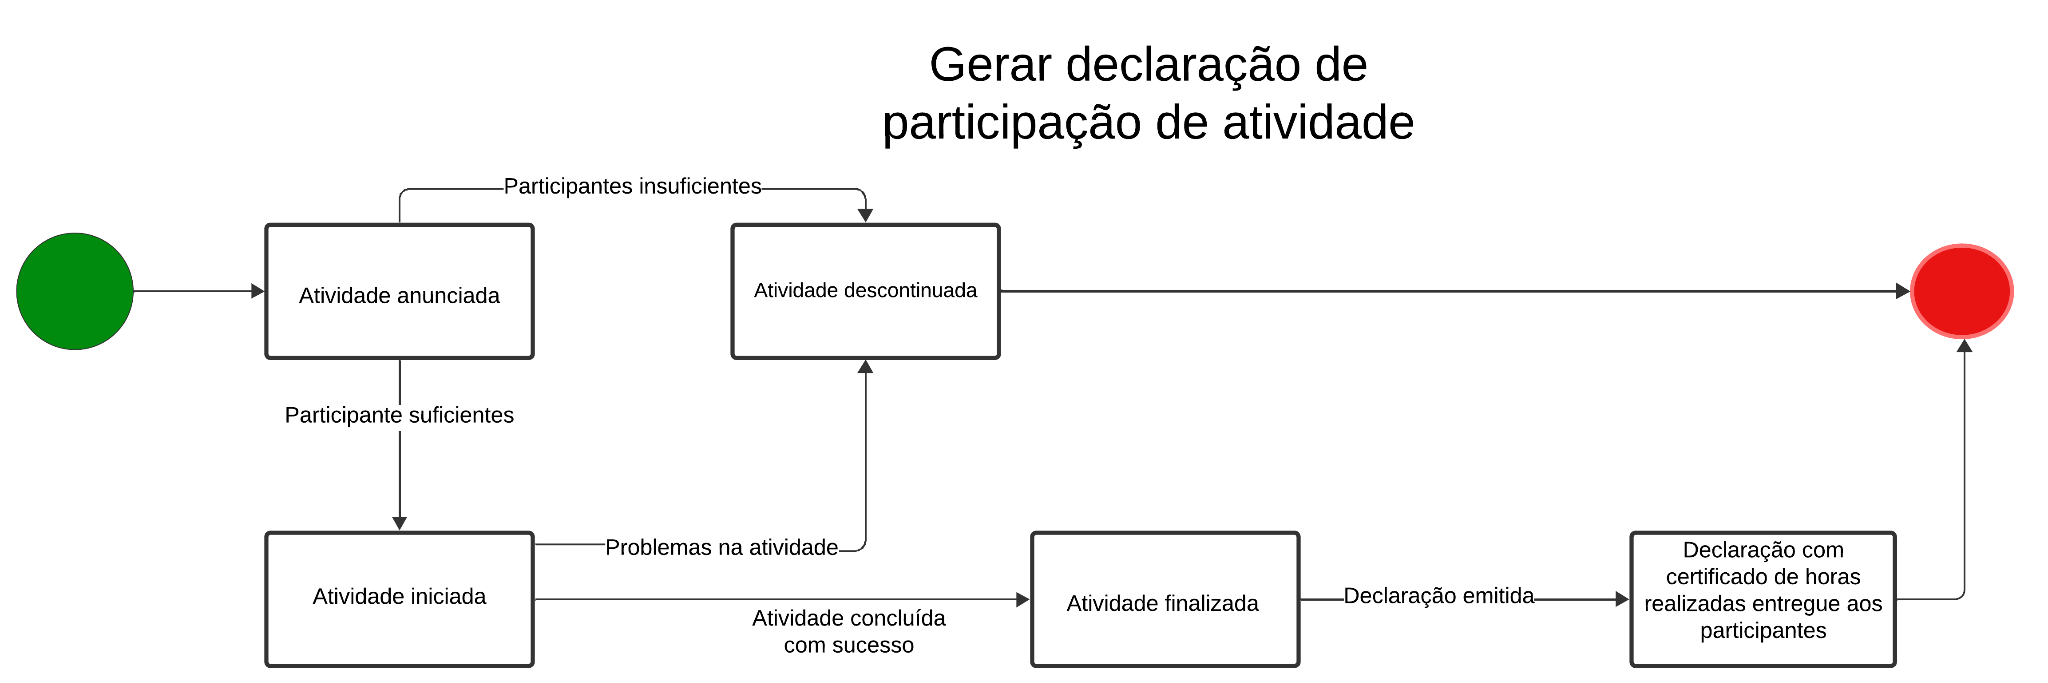 Gerar declaração de
participação de atividade
Participantes insuficientes
Atividade anunciada
Atividade descontinuada
Participante suficientes
Problemas na atividade
Atividade iniciada
Atividade concluída
com sucesso
Atividade finalizada
Declaração emitida
Declaração com
certificado de horas
realizadas entregue aos
participantes